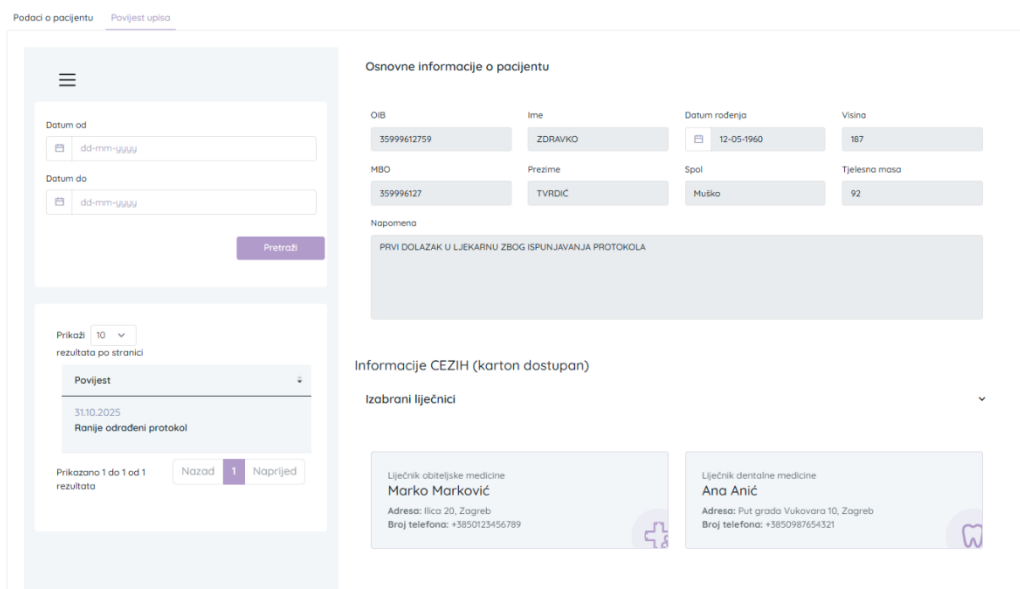 Podaci o pacijentu
Povijest upisa
Datum od
dd-mm-yyyy
Datum do
dd-mm-yyyy
Pretraži
Prikaži 10
rezultata po stranici
Povijest
31.10.2025
Ranije odrađeni protokol
Prikazano 1 do 1 od 1
rezultata
Nazad 1 Naprijed
Osnovne informacije o pacijentu
OIB
35999612759
Ime
ZDRAVKO
Datum rođenja
12-05-1960
Visina
187
MBO
359996127
Prezime
TVRDIĆ
Spol
Muško
Tjelesna masa
92
Napomena
PRVI DOLAZAK U LJEKARNU ZBOG ISPUNJAVANJA PROTOKOLA
Informacije CEZIH (karton dostupan)
Izabrani liječnici
Liječnik obiteljske medicine
Marko Marković
Adresa: Ilica 20, Zagreb
Broj telefona: +3850123456789
Liječnik dentalne medicine
Ana Anić
Adresa: Put grada Vukovara 10, Zagreb
Broj telefona: +3850987654321